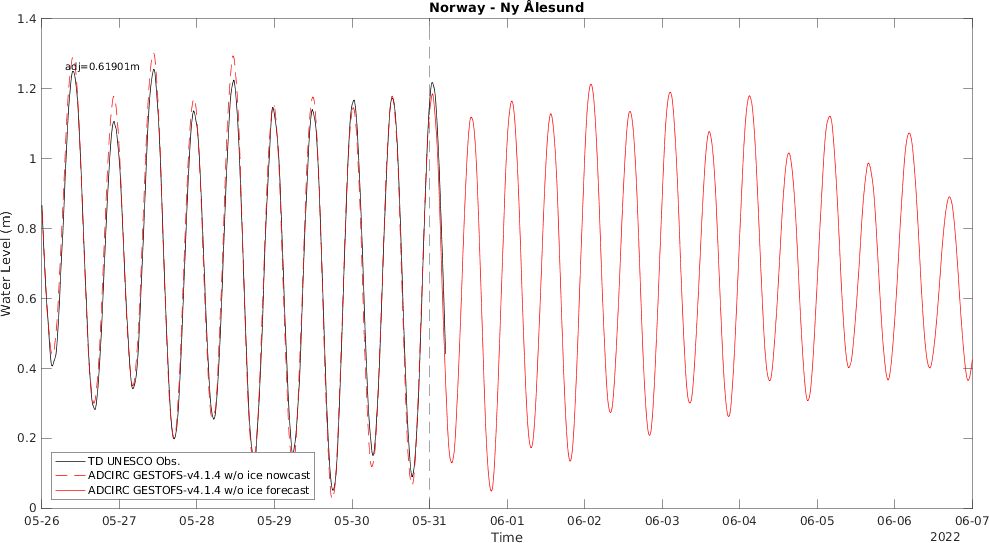 Norway - Ny Ålesund
1.4
1.2
1
0.8
0.6
0.4
0.2
0
Water Level (m)
adj=0.61901m
TD UNESCO Obs.
ADCIRC GESTOFS-v4.1.4 w/o ice nowcast
ADCIRC GESTOFS-v4.1.4 w/o ice forecast
05-26 05-27 05-28 05-29 05-30 05-31 06-01 06-02 06-03 06-04 06-05 06-06 06-07
Time
2022